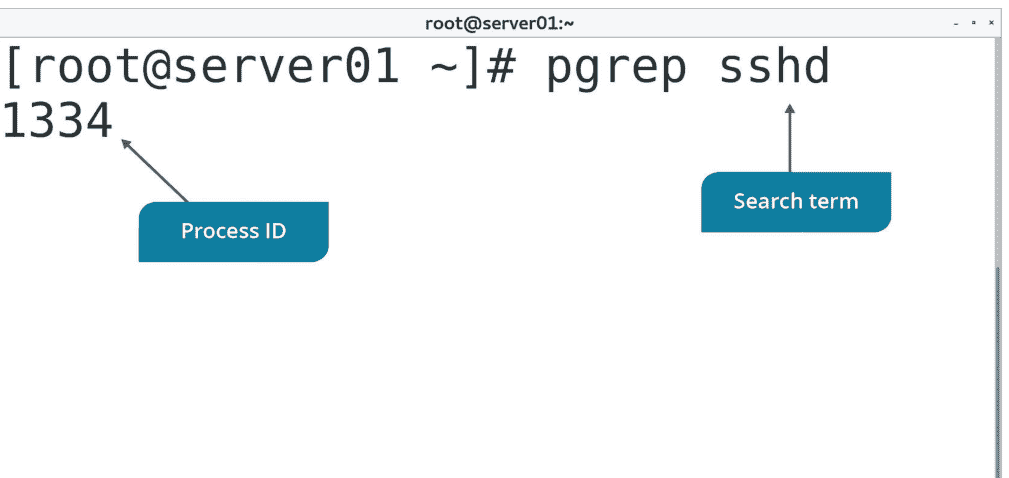 root@server01:~
[root@server01 ~]# pgrep sshd
1334
Search term
Process ID